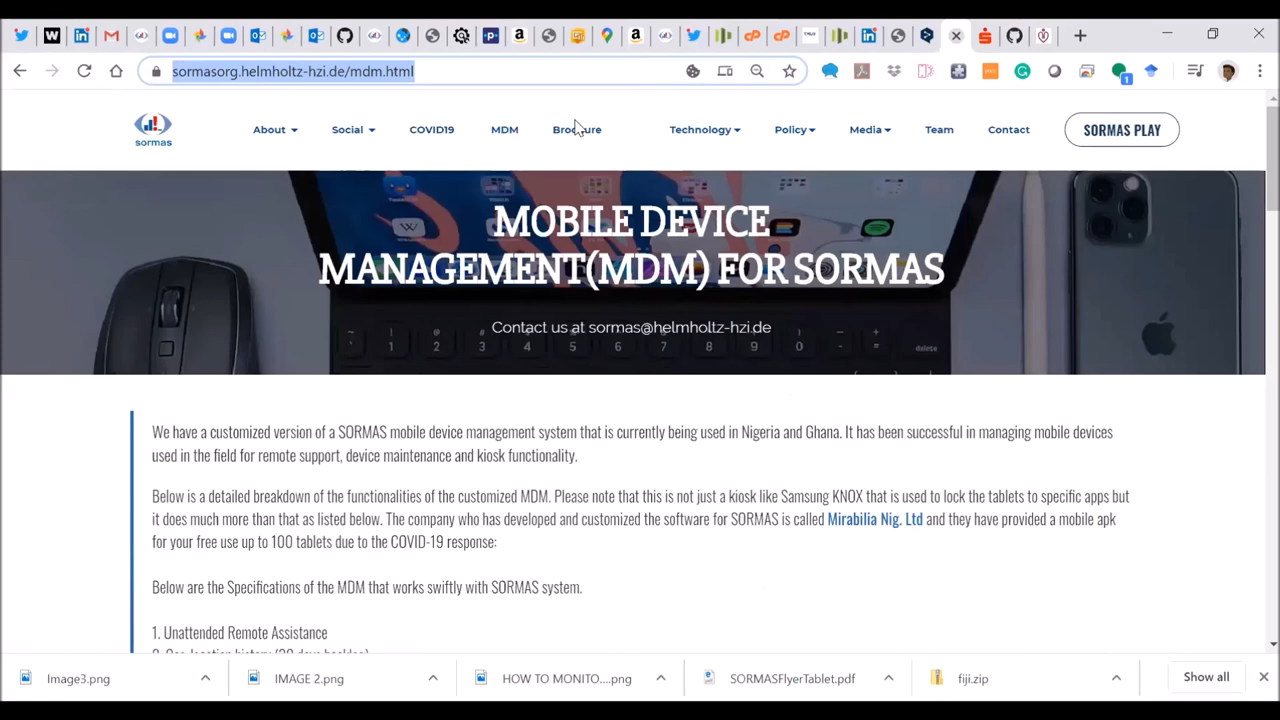 sormasorg.helmholtz-hzi.de/mdm.html
1
sormas
About Social COVID19 MDM Brochure Technology Policy Media Team Contact SORMAS PLAY
MOBILE DEVICE
MANAGEMENT(MDM) FOR SORMAS
Contact us at sormas@helmholtz-hzi.de
We have a customized version of a SORMAS mobile device management system that is currently being used in Nigeria and Ghana. It has been successful in managing mobile devices
used in the field for remote support, device maintenance and kiosk functionality.
Below is a detailed breakdown of the functionalities of the customized MDM. Please note that this is not just a kiosk like Samsung KNOX that is used to lock the tablets to specific apps but
it does much more than that as listed below. The company who has developed and customized the software for SORMAS is called Mirabilia Nig. Ltd and they have provided a mobile apk
for your free use up to 100 tablets due to the COVID-19 response:
Below are the Specifications of the MDM that works swiftly with SORMAS system.
1. Unattended Remote Assistance
Image3.png IMAGE 2.png HOW TO MONITO....png SORMASFlyerTablet.pdf fiji.zip Show all